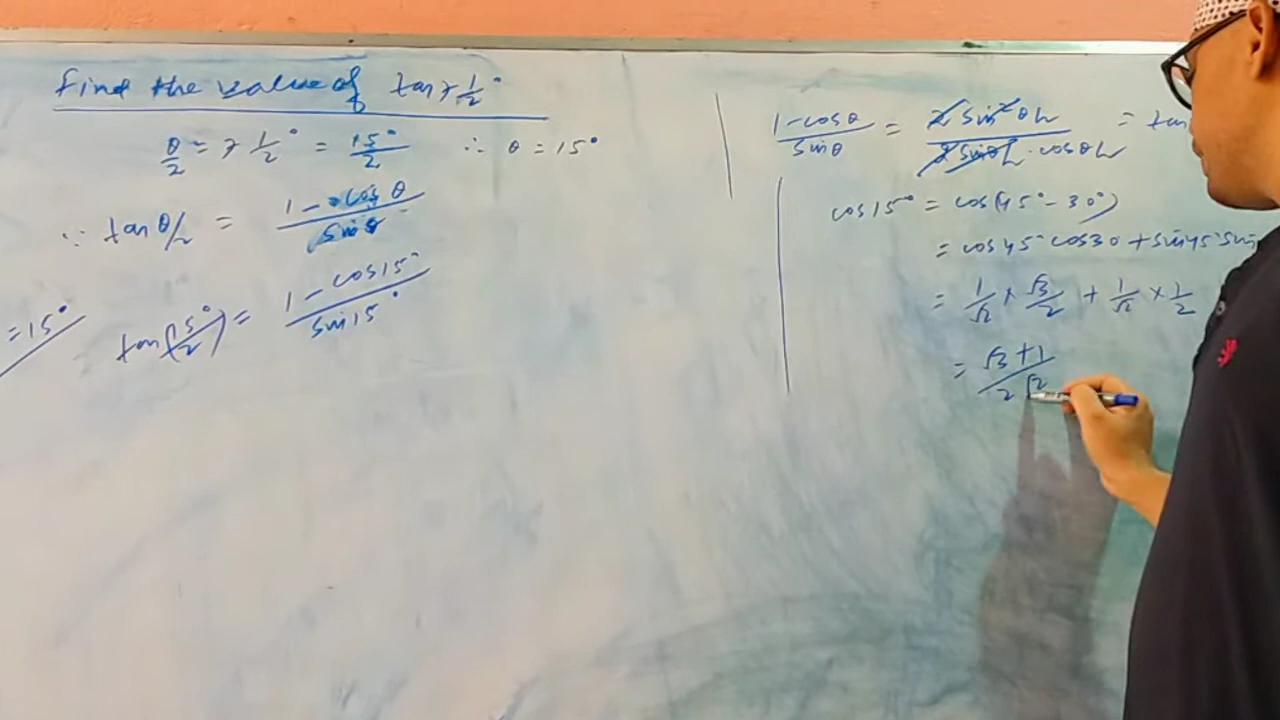 Find the value of tan 7 1/2°
θ/2 = 7 1/2° = 15°/2 ∴ θ = 15°
∴ tan θ/2 = (1 - cos θ)/(sin θ)
= 15°
tan(15°/2) = (1 - cos 15°)/(sin 15°)
(1 - cos θ)/(sin θ) = (2 sin² θ/2)/(2 sin θ/2 · cos θ/2) = tan
cos 15° = cos(45° - 30°)
= cos 45° cos 30 + sin 45° sin
= 1/√2 × √3/2 + 1/√2 × 1/2
= (√3 + 1)/(2√2)